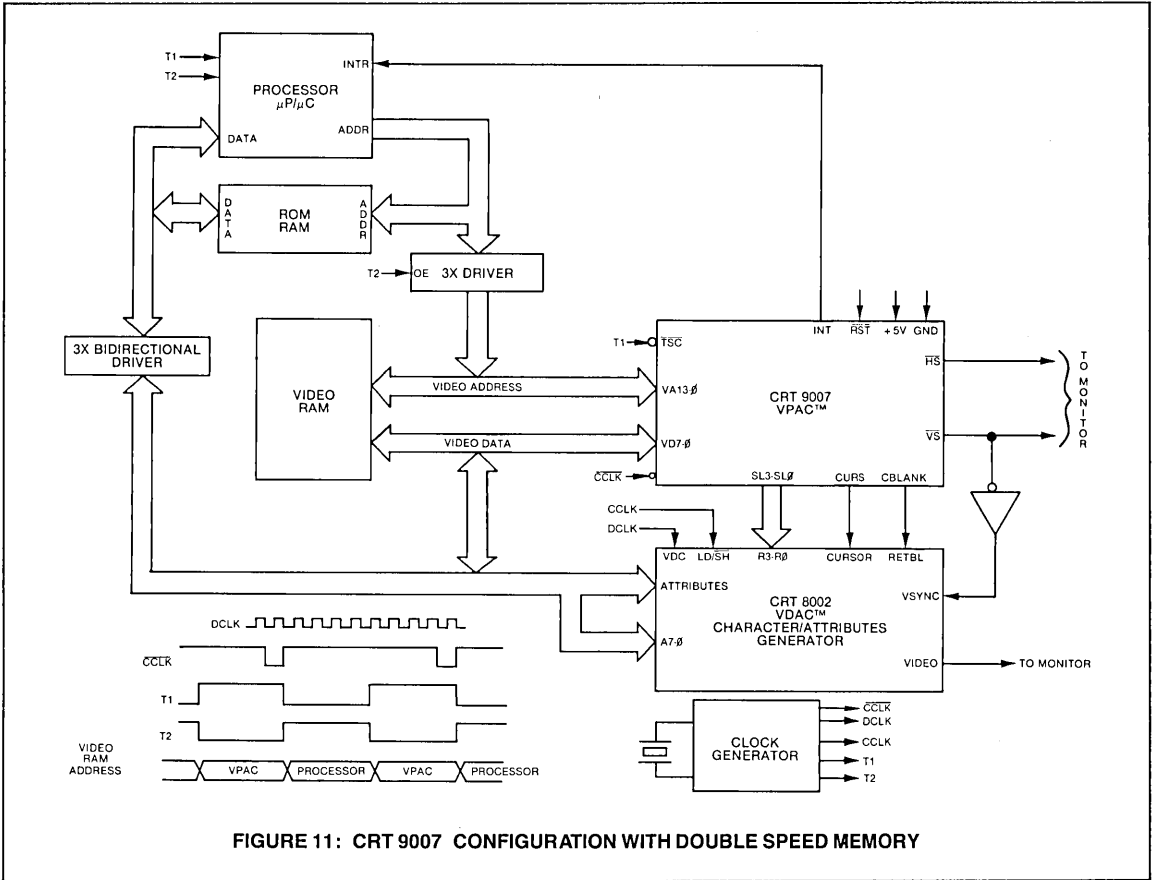 T1
T2
INTR
PROCESSOR
μP/μC
DATA
ADDR
DATA
ROM
RAM
ADDR
T2
OE
3X DRIVER
3X BIDIRECTIONAL
DRIVER
VIDEO
RAM
VIDEO ADDRESS
VIDEO DATA
INT
RST
+5V
GND
T1
TSC
HS
CRT 9007
VPAC™
VA13-Ø
VD7-Ø
VS
TO MONITOR
CCLK
SL3-SLØ
CURS
CBLANK
CCLK
DCLK
VDC
LD/SH
R3-RØ
CURSOR
RETBL
ATTRIBUTES
VSYNC
CRT 8002
VDAC™
CHARACTER/ATTRIBUTES
GENERATOR
A7-Ø
VIDEO
TO MONITOR
DCLK
CCLK
T1
T2
VIDEO
RAM
ADDRESS
VPAC
PROCESSOR
VPAC
PROCESSOR
CLOCK
GENERATOR
CCLK
DCLK
CCLK
T1
T2
FIGURE 11: CRT 9007 CONFIGURATION WITH DOUBLE SPEED MEMORY